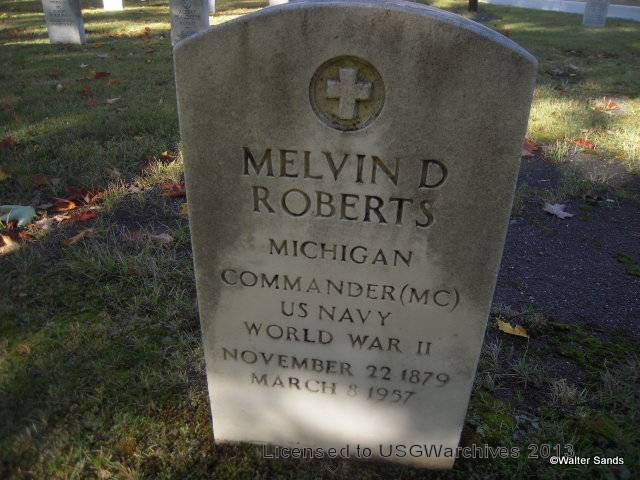 MELVIN D
ROBERTS
MICHIGAN
COMMANDER(MC)
US NAVY
WORLD WAR II
NOVEMBER 22 1879
MARCH 8 1957
Licensed to USGWarchives 2013
©Walter Sands